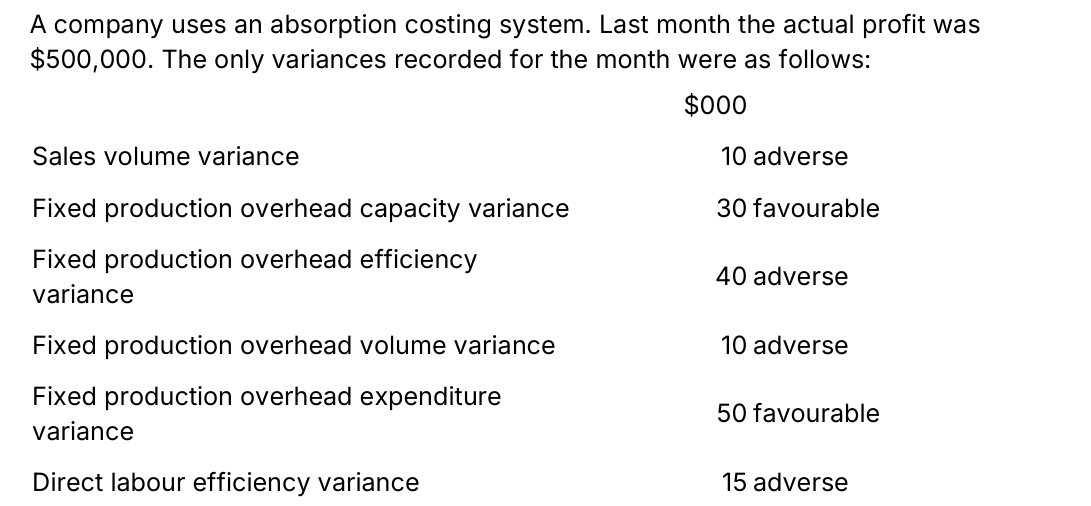 A company uses an absorption costing system. Last month the actual profit was
$500,000. The only variances recorded for the month were as follows:
$000
Sales volume variance 10 adverse
Fixed production overhead capacity variance 30 favourable
Fixed production overhead efficiency
variance 40 adverse
Fixed production overhead volume variance 10 adverse
Fixed production overhead expenditure
variance 50 favourable
Direct labour efficiency variance 15 adverse